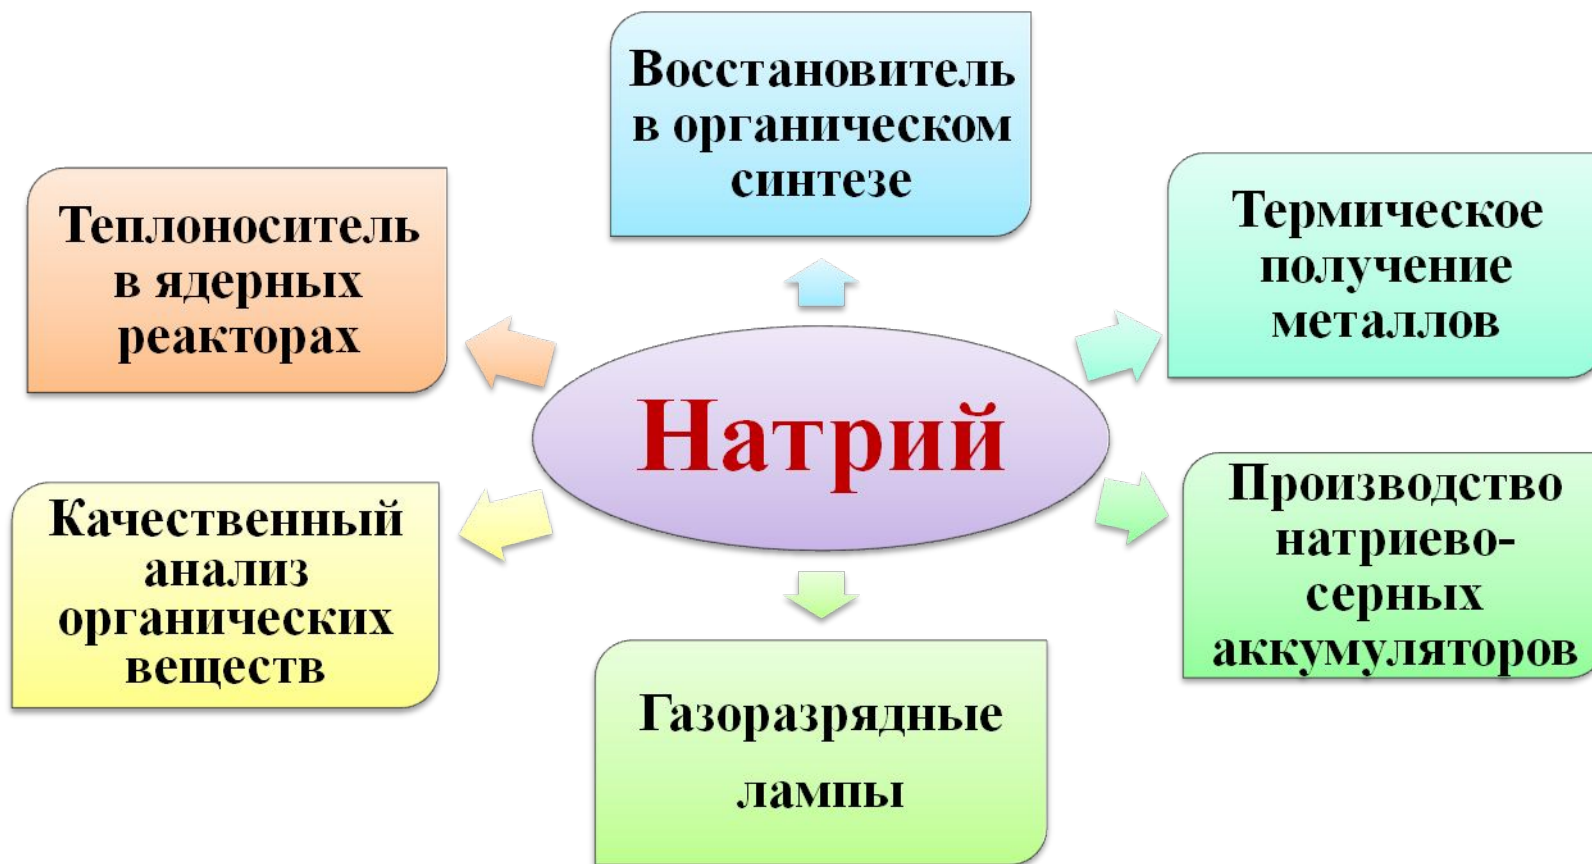 Восстановитель
в органическом
синтезе
Теплоноситель
в ядерных
реакторах
Термическое
получение
металлов
Натрий
Качественный
анализ
органических
веществ
Производство
натриево-
серных
аккумуляторов
Газоразрядные
лампы